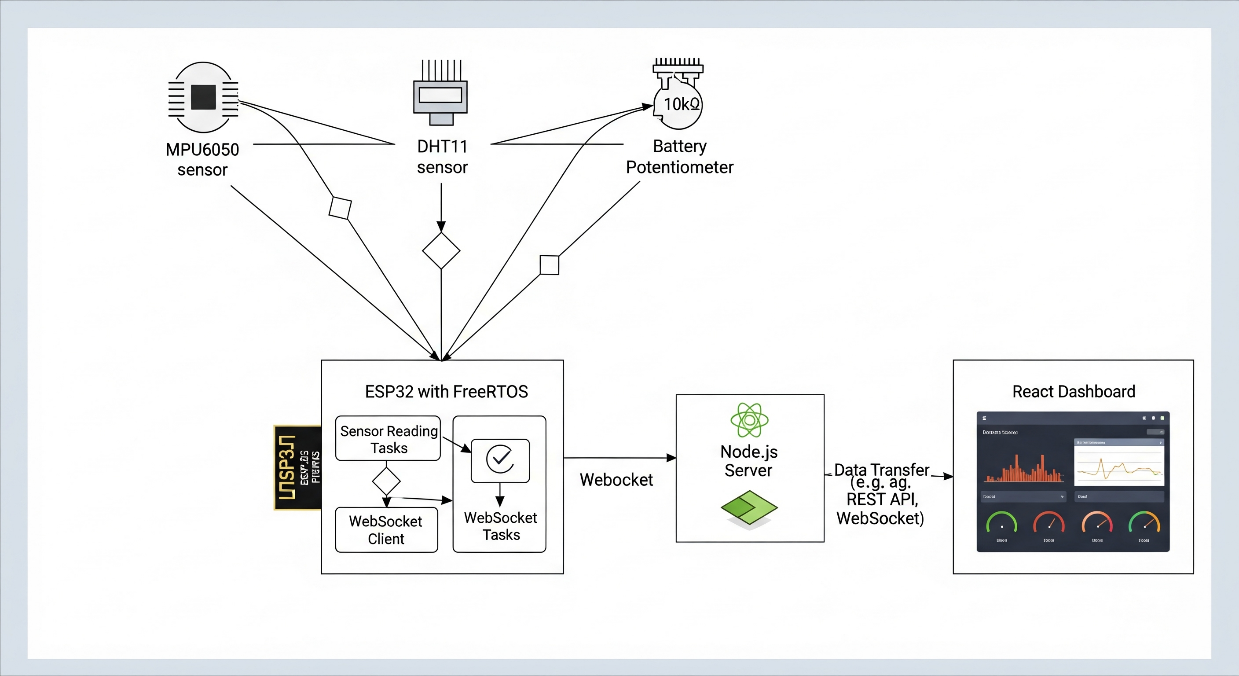 10kΩ
MPU6050
sensor
DHT11
sensor
Battery
Potentiometer
ESP32 with FreeRTOS
Sensor Reading
Tasks
WebSocket
Client
WebSocket
Tasks
Webocket
Node.js
Server
Data Transfer
(e.g. ag.
REST API,
WebSocket)
React Dashboard